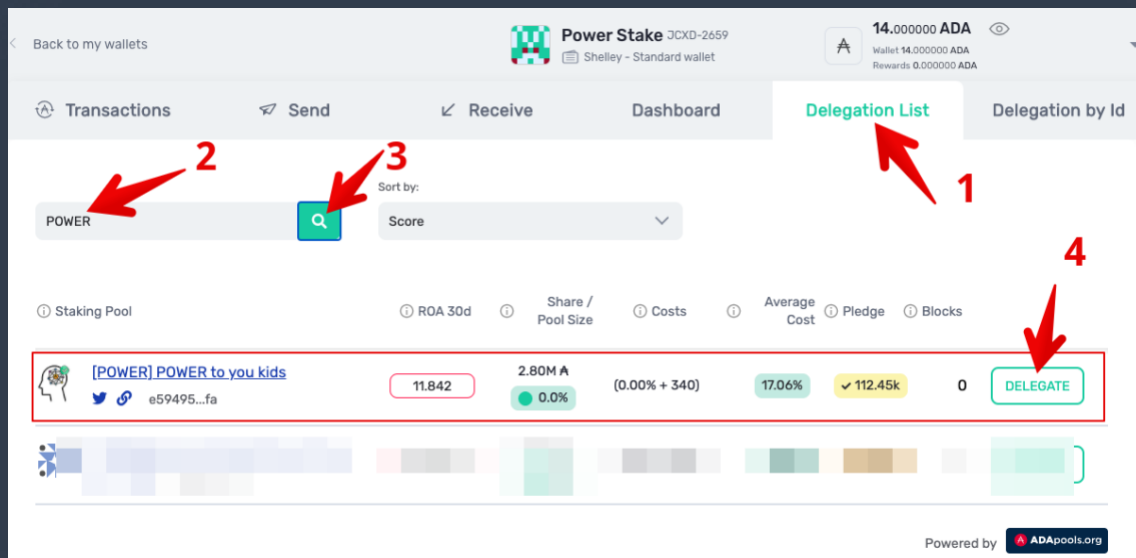 Back to my wallets
Power Stake JCXD-2659
Shelley - Standard wallet
14.000000 ADA
Wallet 14.000000 ADA
Rewards 0.000000 ADA
Transactions
Send
Receive
Dashboard
Delegation List
Delegation by Id
2
3
1
Sort by:
POWER
Score
4
Staking Pool
ROA 30d
Share /
Pool Size
Costs
Average
Cost
Pledge
Blocks
[POWER] POWER to you kids
e59495...fa
11.842
2.80M ₳
0.0%
(0.00% + 340)
17.06%
112.45k
0
DELEGATE
Powered by ADApools.org